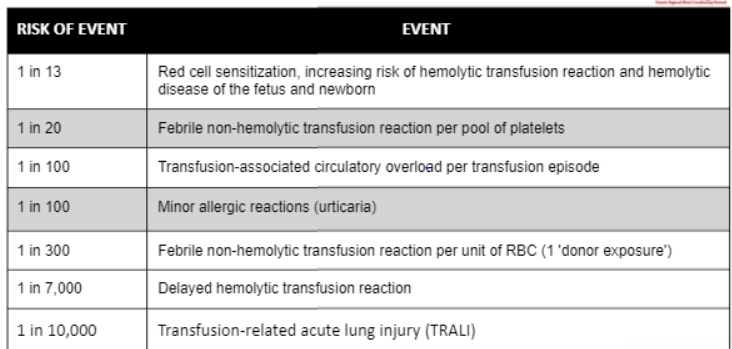 RISK OF EVENT EVENT
1 in 13 Red cell sensitization, increasing risk of hemolytic transfusion reaction and hemolytic
disease of the fetus and newborn
1 in 20 Febrile non-hemolytic transfusion reaction per pool of platelets
1 in 100 Transfusion-associated circulatory overload per transfusion episode
1 in 100 Minor allergic reactions (urticaria)
1 in 300 Febrile non-hemolytic transfusion reaction per unit of RBC (1 'donor exposure')
1 in 7,000 Delayed hemolytic transfusion reaction
1 in 10,000 Transfusion-related acute lung injury (TRALI)